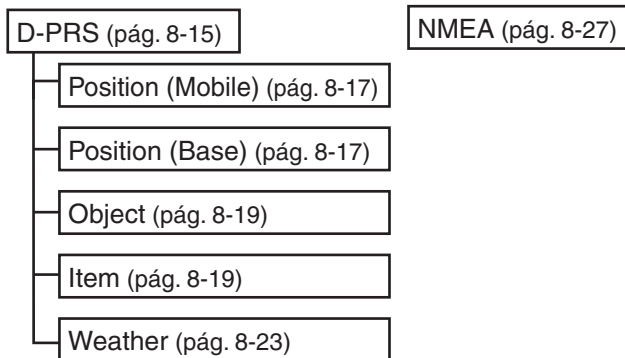 D-PRS (pág. 8-15)
NMEA (pág. 8-27)
Position (Mobile) (pág. 8-17)
Position (Base) (pág. 8-17)
Object (pág. 8-19)
Item (pág. 8-19)
Weather (pág. 8-23)